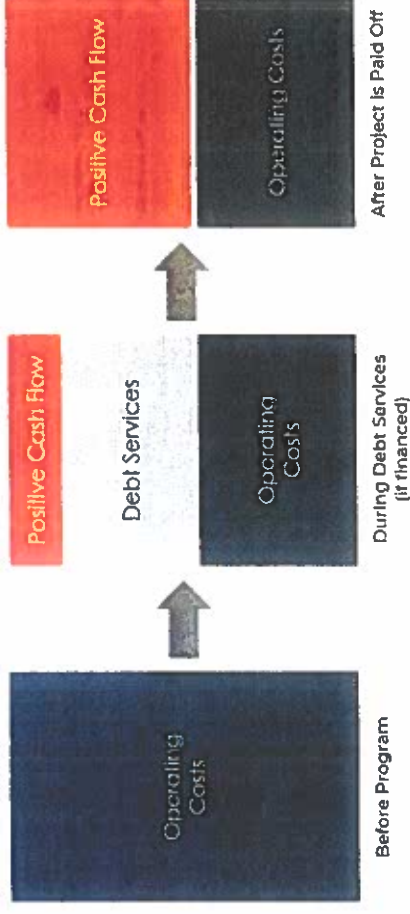 Operating
Costs
Before Program
Positive Cash Flow
Debt Services
Operating
Costs
During Debt Services
(if financed)
Positive Cash Flow
Operating Costs
After Project Is Paid Off